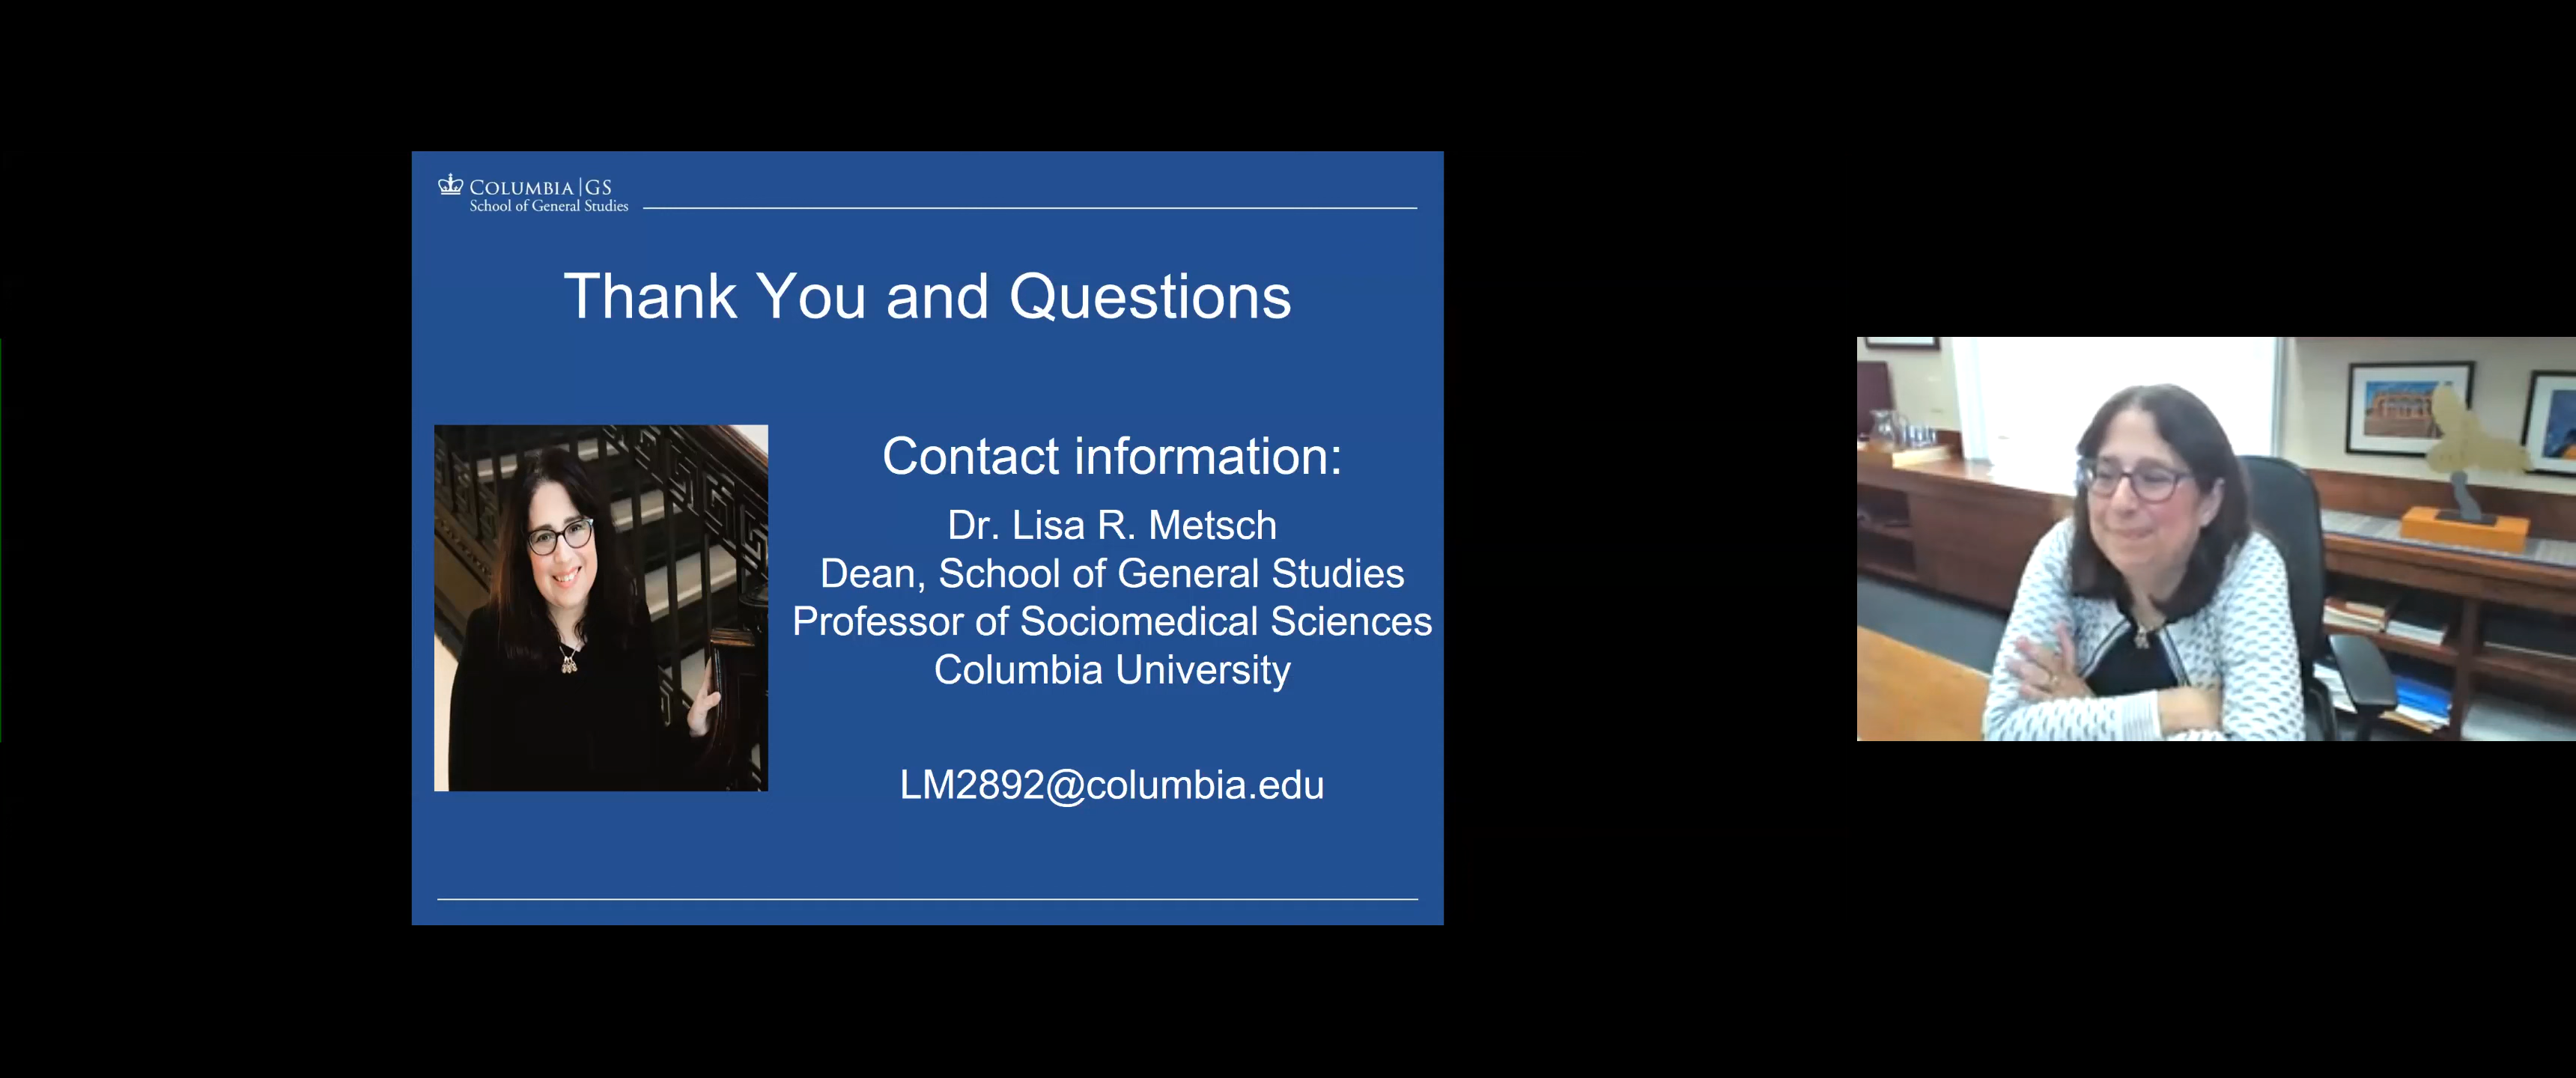 COLUMBIA | GS
School of General Studies
Thank You and Questions
Contact information:
Dr. Lisa R. Metsch
Dean, School of General Studies
Professor of Sociomedical Sciences
Columbia University
LM2892@columbia.edu